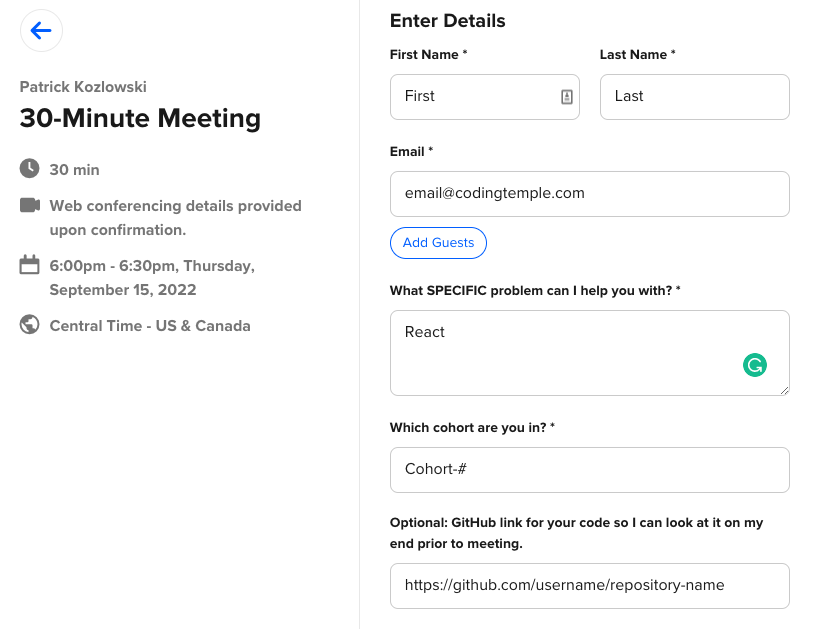 Patrick Kozlowski
30-Minute Meeting
30 min
Web conferencing details provided
upon confirmation.
6:00pm - 6:30pm, Thursday,
September 15, 2022
Central Time - US & Canada
Enter Details
First Name *
First
Last Name *
Last
Email *
email@codingtemple.com
Add Guests
What SPECIFIC problem can I help you with? *
React
Which cohort are you in? *
Cohort-#
Optional: GitHub link for your code so I can look at it on my
end prior to meeting.
https://github.com/username/repository-name